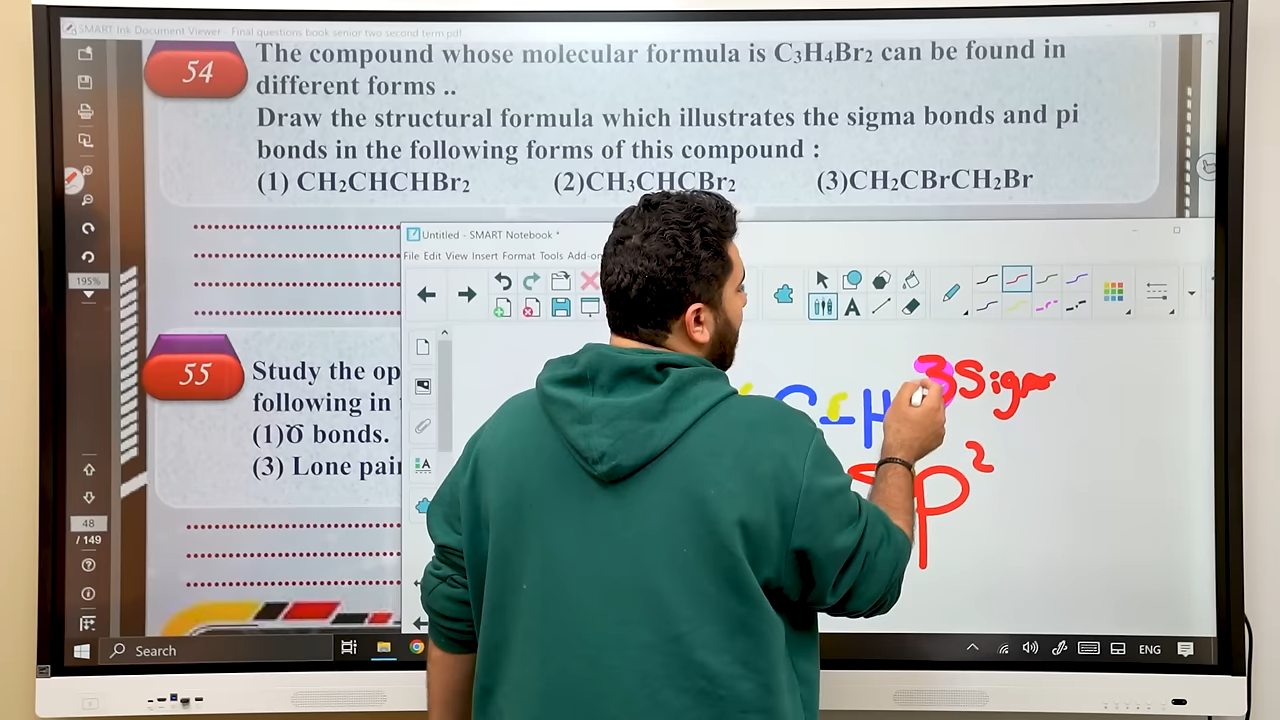 SMART Ink Document Viewer - Final questions book senior two second term.pdf
54
The compound whose molecular formula is C₃H₄Br₂ can be found in
different forms ..
Draw the structural formula which illustrates the sigma bonds and pi
bonds in the following forms of this compound :
(1) CH₂CHCHBr₂ (2)CH₃CHCBr₂ (3)CH₂CBrCH₂Br
Untitled - SMART Notebook *
File Edit View Insert Format Tools Add-on
195%
55
Study the op
following in
(1)Ϭ bonds.
(3) Lone pair
3 Sigma
C - H
SP²
48
/ 149
Search
ENG